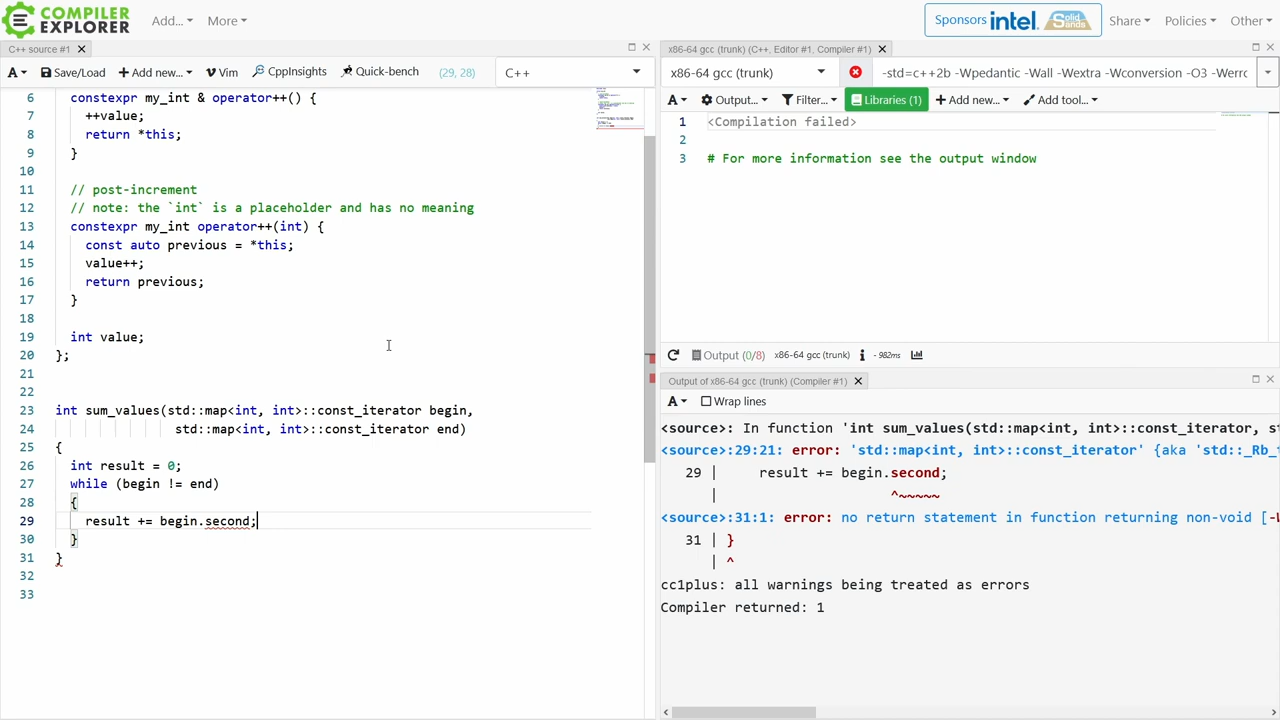 COMPILER
EXPLORER
Add...
More
Sponsors intel. Solid Sands
Share
Policies
Other
C++ source #1
A
Save/Load
Add new...
Vim
CppInsights
Quick-bench
(29, 28)
C++
6 constexpr my_int & operator++() {
7 ++value;
8 return *this;
9 }
10
11 // post-increment
12 // note: the `int` is a placeholder and has no meaning
13 constexpr my_int operator++(int) {
14 const auto previous = *this;
15 value++;
16 return previous;
17 }
18
19 int value;
20 };
21
22
23 int sum_values(std::map<int, int>::const_iterator begin,
24 std::map<int, int>::const_iterator end)
25 {
26 int result = 0;
27 while (begin != end)
28 {
29 result += begin.second;
30 }
31 }
32
33
x86-64 gcc (trunk) (C++, Editor #1, Compiler #1)
x86-64 gcc (trunk)
-std=c++2b -Wpedantic -Wall -Wextra -Wconversion -O3 -Werro
A
Output...
Filter...
Libraries (1)
Add new...
Add tool...
1 <Compilation failed>
2
3 # For more information see the output window
Output (0/8) x86-64 gcc (trunk) i - 982ms
Output of x86-64 gcc (trunk) (Compiler #1)
A
Wrap lines
<source>: In function 'int sum_values(std::map<int, int>::const_iterator, st
<source>:29:21: error: 'std::map<int, int>::const_iterator' {aka 'std::_Rb_t
29 | result += begin.second;
| ^~~~~~
<source>:31:1: error: no return statement in function returning non-void [-W
31 | }
| ^
cc1plus: all warnings being treated as errors
Compiler returned: 1